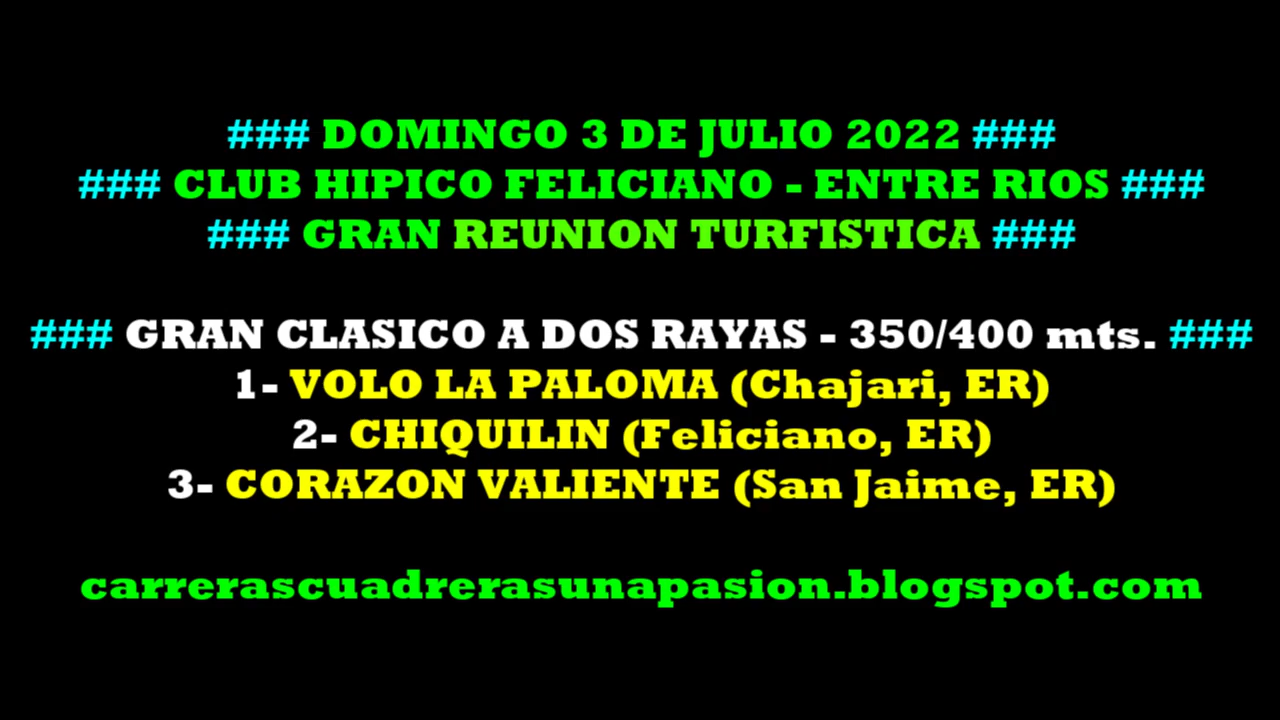 ### DOMINGO 3 DE JULIO 2022 ###
### CLUB HIPICO FELICIANO - ENTRE RIOS ###
### GRAN REUNION TURFISTICA ###
### GRAN CLASICO A DOS RAYAS - 350/400 mts. ###
1- VOLO LA PALOMA (Chajari, ER)
2- CHIQUILIN (Feliciano, ER)
3- CORAZON VALIENTE (San Jaime, ER)
carrerascuadrerasunapasion.blogspot.com